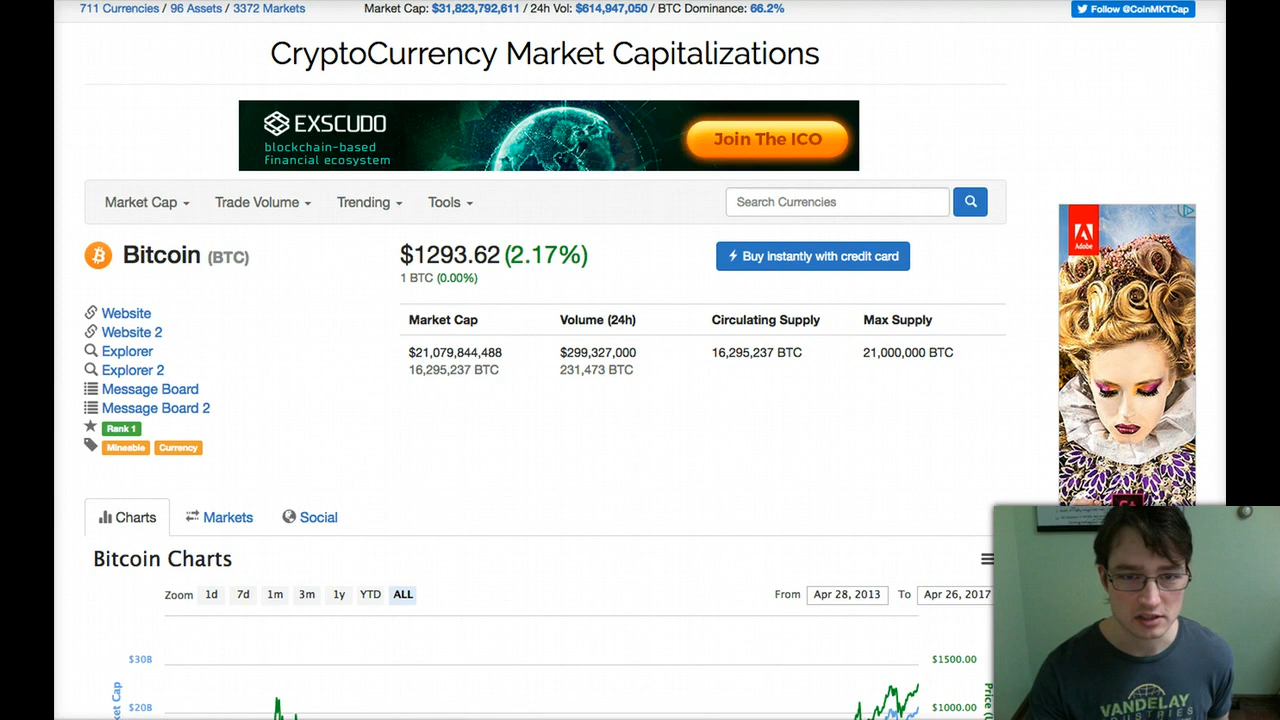 711 Currencies / 96 Assets / 3372 Markets
Market Cap: $31,823,792,611 / 24h Vol: $614,947,050 / BTC Dominance: 66.2%
Follow @CoinMKTCap
CryptoCurrency Market Capitalizations
EXSCUDO
blockchain-based
financial ecosystem
Join The ICO
Market Cap
Trade Volume
Trending
Tools
Search Currencies
Adobe
Bitcoin (BTC)
$1293.62 (2.17%)
1 BTC (0.00%)
Buy instantly with credit card
Website
Website 2
Explorer
Explorer 2
Message Board
Message Board 2
Rank 1
Mineable Currency
Market Cap Volume (24h) Circulating Supply Max Supply
$21,079,844,488 $299,327,000 16,295,237 BTC 21,000,000 BTC
16,295,237 BTC 231,473 BTC
Charts Markets Social
Bitcoin Charts
Zoom 1d 7d 1m 3m 1y YTD ALL
From Apr 28, 2013 To Apr 26, 2017
$30B $1500.00
$20B $1000.00
VANDELAY